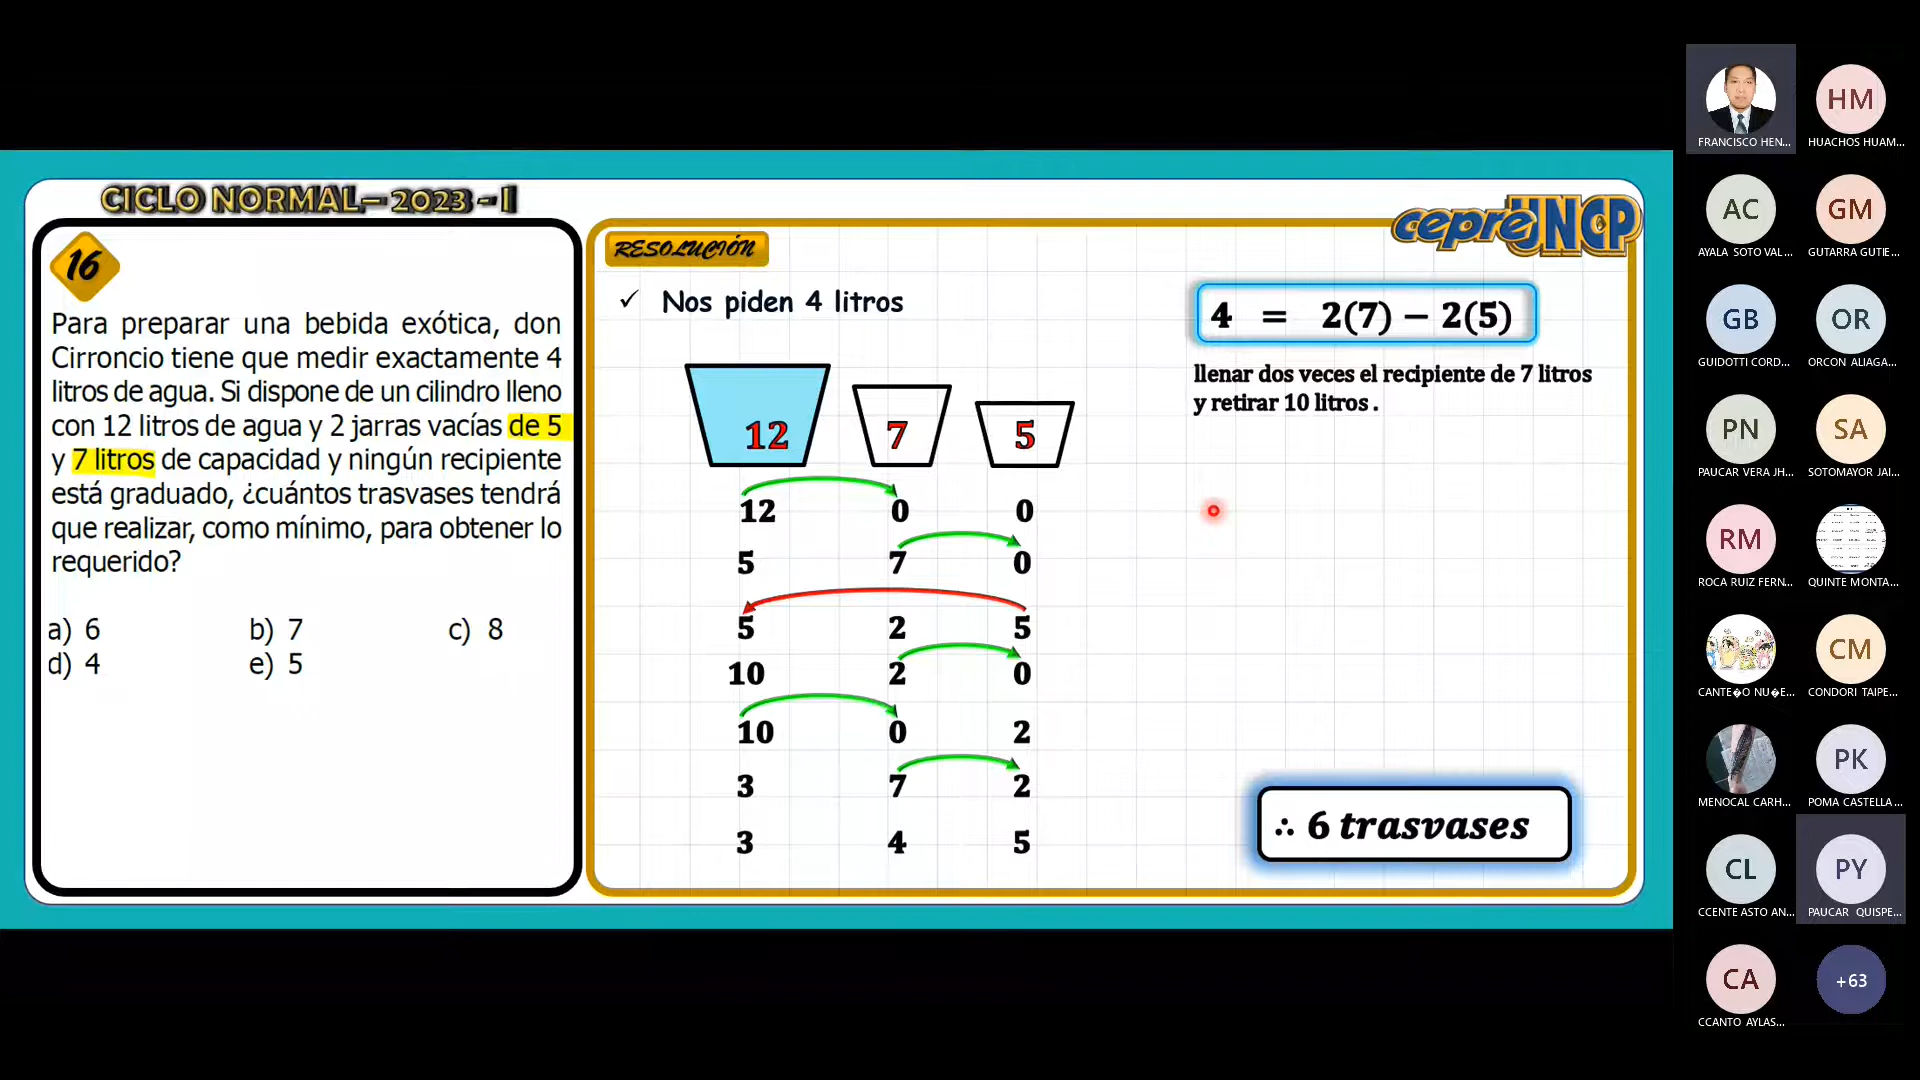 CICLO NORMAL– 2023 - I
cepreUNCP
16
Para preparar una bebida exótica, don
Cirroncio tiene que medir exactamente 4
litros de agua. Si dispone de un cilindro lleno
con 12 litros de agua y 2 jarras vacías de 5
y 7 litros de capacidad y ningún recipiente
está graduado, ¿cuántos trasvases tendrá
que realizar, como mínimo, para obtener lo
requerido?
a) 6 b) 7 c) 8
d) 4 e) 5
RESOLUCIÓN
✓ Nos piden 4 litros
4 = 2(7) − 2(5)
llenar dos veces el recipiente de 7 litros
y retirar 10 litros .
12 7 5
12 0 0
5 7 0
5 2 5
10 2 0
10 0 2
3 7 2
3 4 5
∴ 6 trasvases
FRANCISCO HEN...
HM
HUACHOS HUAM...
AC
AYALA SOTO VAL...
GM
GUTARRA GUTIE...
GB
GUIDOTTI CORD...
OR
ORCON ALIAGA...
PN
PAUCAR VERA JH...
SA
SOTOMAYOR JAI...
RM
ROCA RUIZ FERN...
QUINTE MONTA...
CANTE�O NU�E...
CM
CONDORI TAIPE...
MENOCAL CARH...
PK
POMA CASTELLA...
CL
CCENTE ASTO AN...
PY
PAUCAR QUISPE...
CA
CCANTO AYLAS...
+63